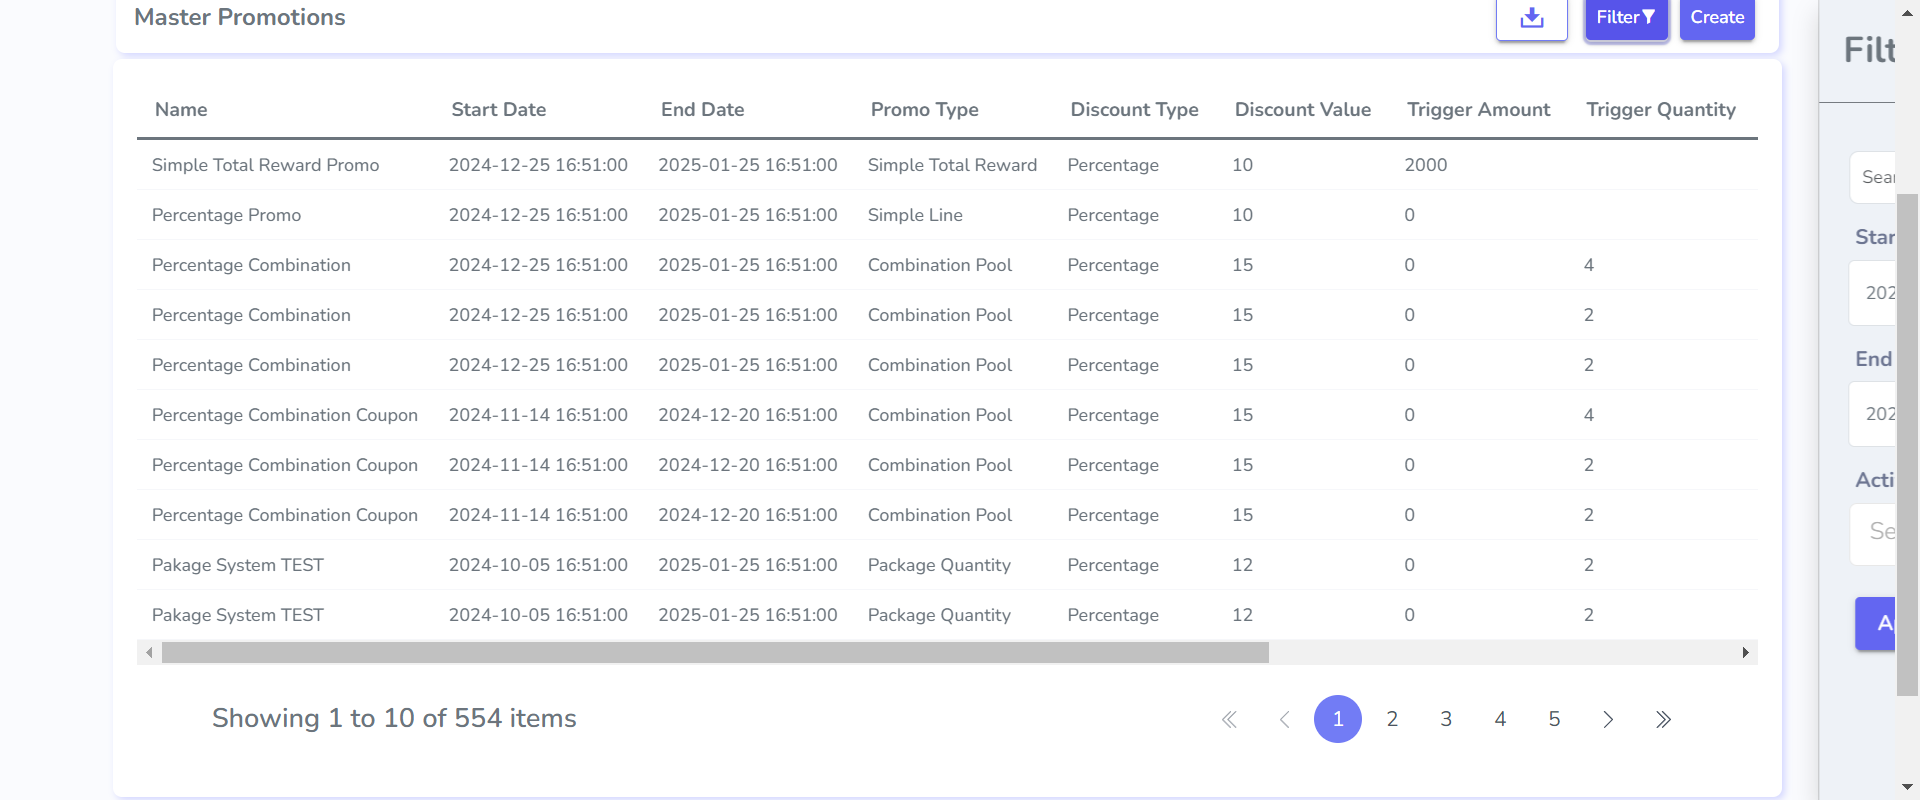 Master Promotions
Filter
Create
Name Start Date End Date Promo Type Discount Type Discount Value Trigger Amount Trigger Quantity
Simple Total Reward Promo 2024-12-25 16:51:00 2025-01-25 16:51:00 Simple Total Reward Percentage 10 2000
Percentage Promo 2024-12-25 16:51:00 2025-01-25 16:51:00 Simple Line Percentage 10 0
Percentage Combination 2024-12-25 16:51:00 2025-01-25 16:51:00 Combination Pool Percentage 15 0 4
Percentage Combination 2024-12-25 16:51:00 2025-01-25 16:51:00 Combination Pool Percentage 15 0 2
Percentage Combination 2024-12-25 16:51:00 2025-01-25 16:51:00 Combination Pool Percentage 15 0 2
Percentage Combination Coupon 2024-11-14 16:51:00 2024-12-20 16:51:00 Combination Pool Percentage 15 0 4
Percentage Combination Coupon 2024-11-14 16:51:00 2024-12-20 16:51:00 Combination Pool Percentage 15 0 2
Percentage Combination Coupon 2024-11-14 16:51:00 2024-12-20 16:51:00 Combination Pool Percentage 15 0 2
Pakage System TEST 2024-10-05 16:51:00 2025-01-25 16:51:00 Package Quantity Percentage 12 0 2
Pakage System TEST 2024-10-05 16:51:00 2025-01-25 16:51:00 Package Quantity Percentage 12 0 2
Showing 1 to 10 of 554 items
1 2 3 4 5
Filt
Sear
Star
202
End
202
Acti
Se
A